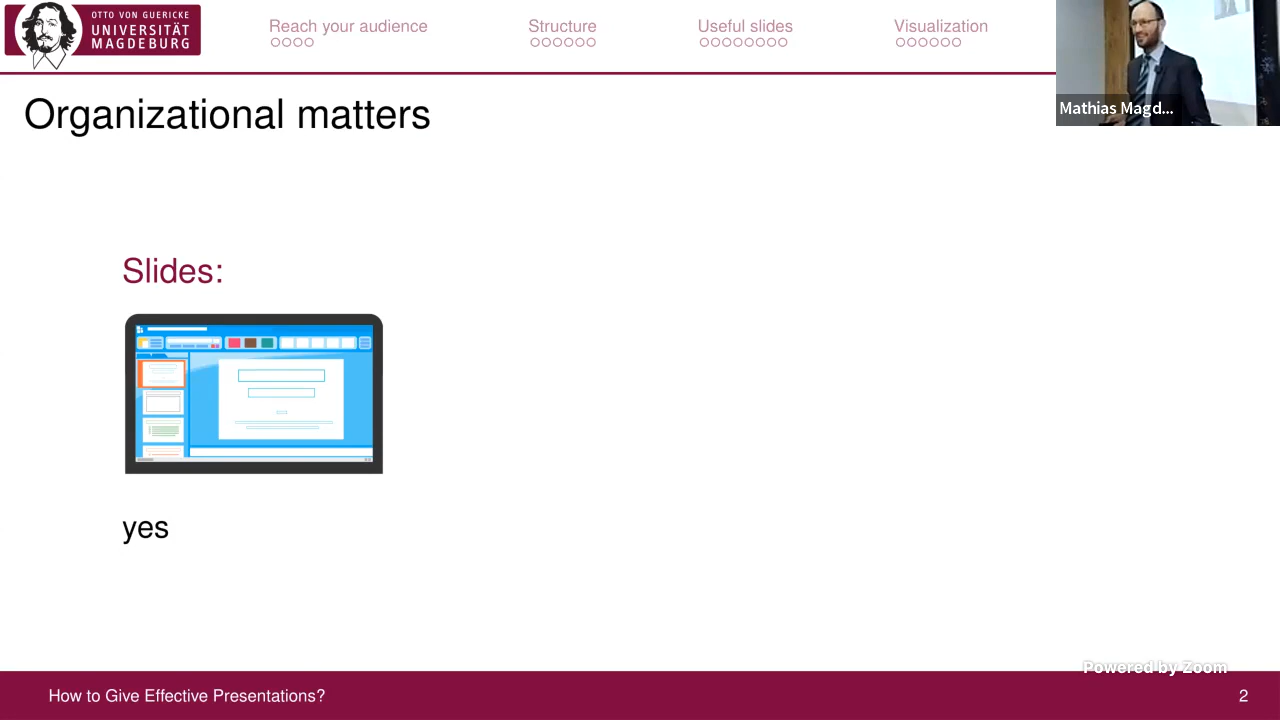 OTTO VON GUERICKE
UNIVERSITÄT
MAGDEBURG
Reach your audience
Structure
Useful slides
Visualization
Mathias Magd...
Organizational matters
Slides:
yes
Powered by Zoom
How to Give Effective Presentations?
2